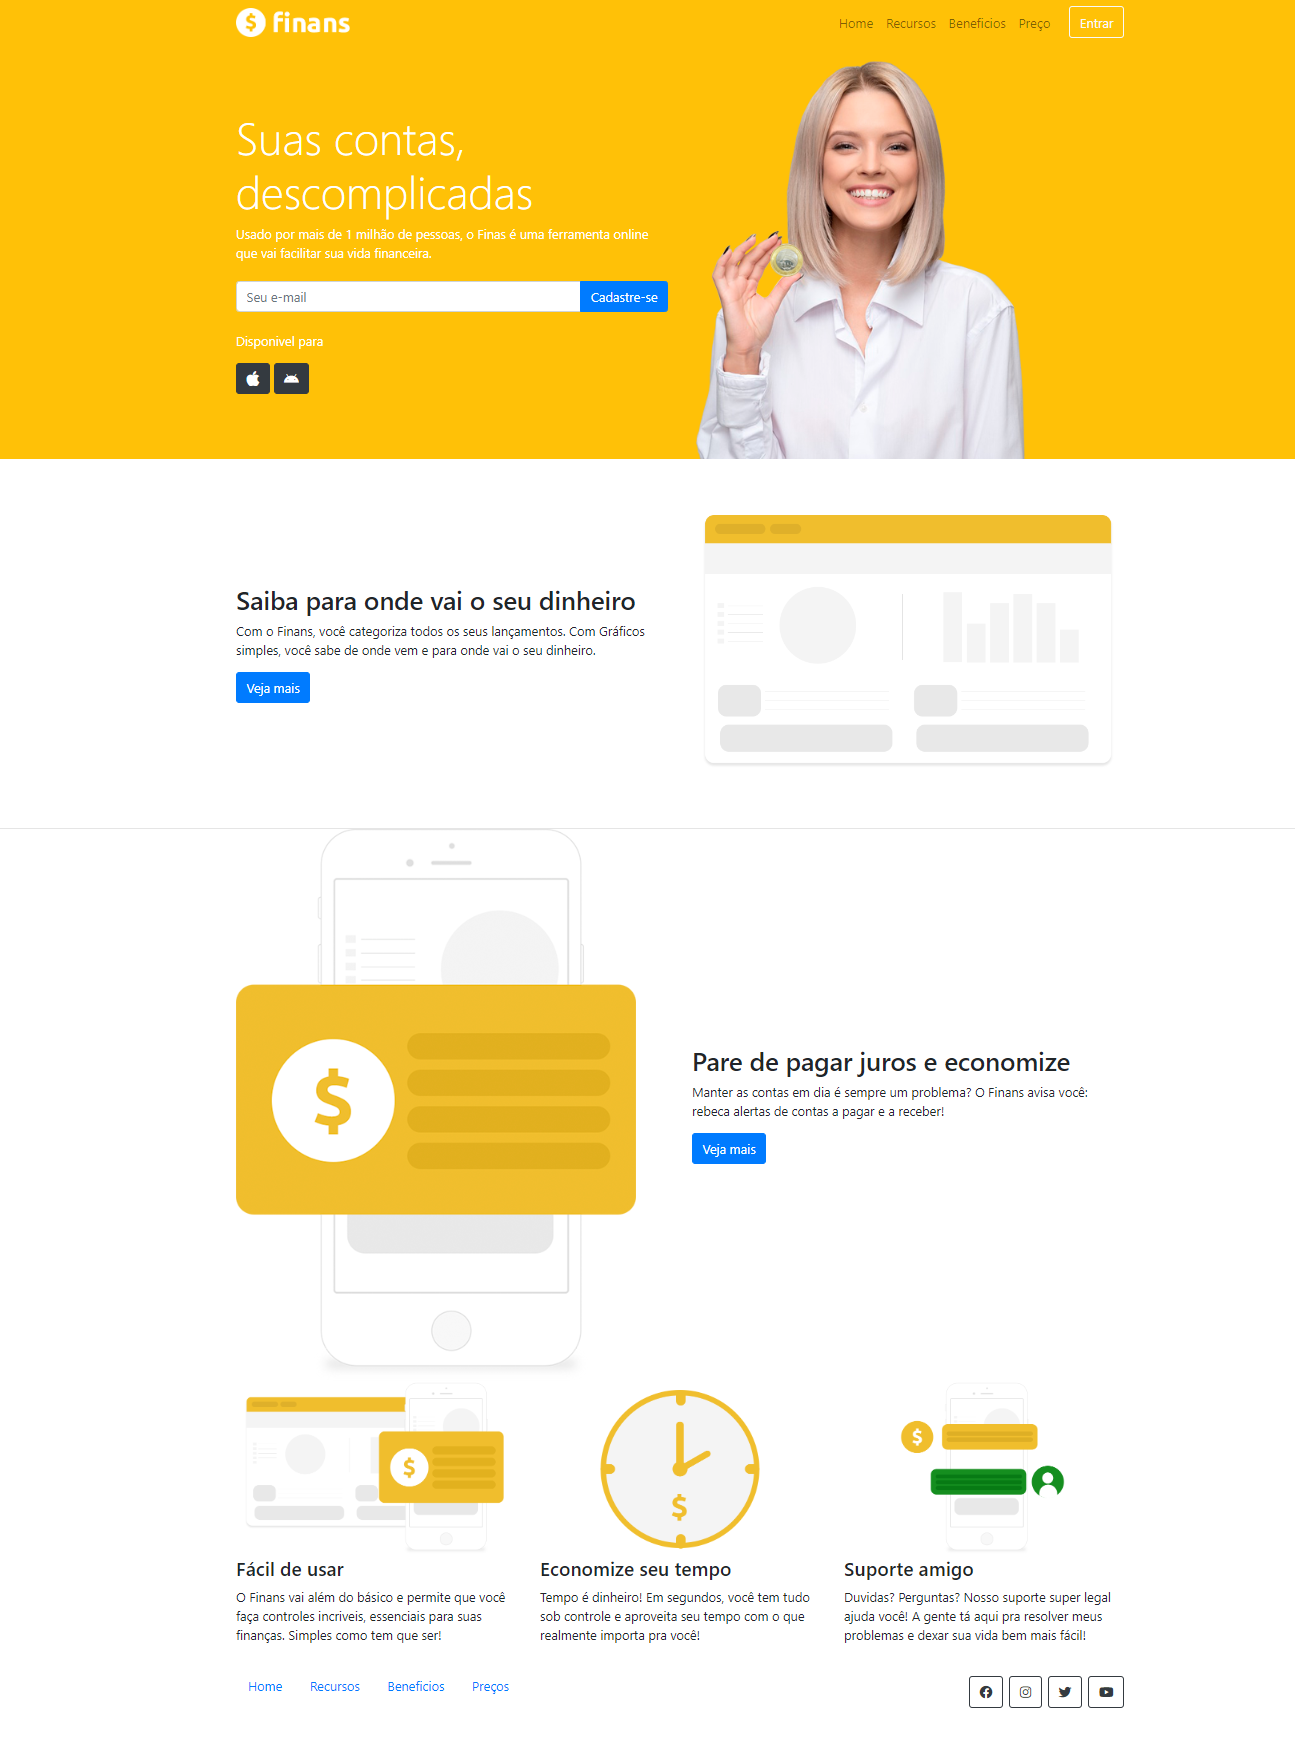 $ finans
Home Recursos Beneficios Preço Entrar
Suas contas,
descomplicadas
Usado por mais de 1 milhão de pessoas, o Finas é uma ferramenta online
que vai facilitar sua vida financeira.
Seu e-mail Cadastre-se
Disponivel para
Saiba para onde vai o seu dinheiro
Com o Finans, você categoriza todos os seus lançamentos. Com Gráficos
simples, você sabe de onde vem e para onde vai o seu dinheiro.
Veja mais
$
Pare de pagar juros e economize
Manter as contas em dia é sempre um problema? O Finans avisa você:
rebeca alertas de contas a pagar e a receber!
Veja mais
$
$
$
Fácil de usar
O Finans vai além do básico e permite que você
faça controles incriveis, essenciais para suas
finanças. Simples como tem que ser!
Economize seu tempo
Tempo é dinheiro! Em segundos, você tem tudo
sob controle e aproveita seu tempo com o que
realmente importa pra você!
Suporte amigo
Duvidas? Perguntas? Nosso suporte super legal
ajuda você! A gente tá aqui pra resolver meus
problemas e dexar sua vida bem mais fácil!
Home Recursos Beneficios Preços